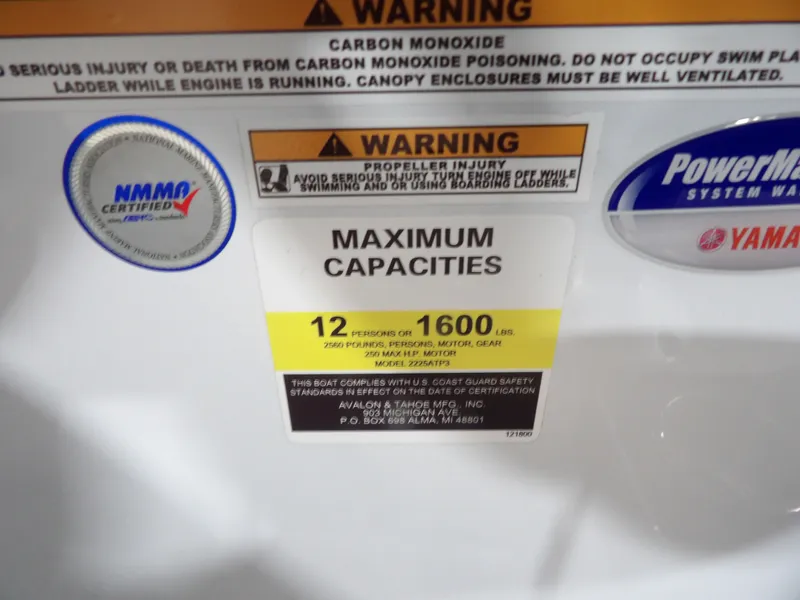 WARNING
CARBON MONOXIDE
SERIOUS INJURY OR DEATH FROM CARBON MONOXIDE POISONING. DO NOT OCCUPY SWIM PLA
LADDER WHILE ENGINE IS RUNNING. CANOPY ENCLOSURES MUST BE WELL VENTILATED.
NATIONAL MARINE
NMMA
CERTIFIED
WARNING
PROPELLER INJURY
AVOID SERIOUS INJURY TURN ENGINE OFF WHILE
SWIMMING AND OR USING BOARDING LADDERS.
PowerMa
SYSTEM WA
YAMA
MAXIMUM
CAPACITIES
12 PERSONS OR 1600 LBS.
2560 POUNDS, PERSONS, MOTOR, GEAR
250 MAX H.P. MOTOR
MODEL 2225ATP3
THIS BOAT COMPLIES WITH U.S. COAST GUARD SAFETY
STANDARDS IN EFFECT ON THE DATE OF CERTIFICATION
AVALON & TAHOE MFG., INC.
903 MICHIGAN AVE.
P.O. BOX 698 ALMA, MI 48801
121800